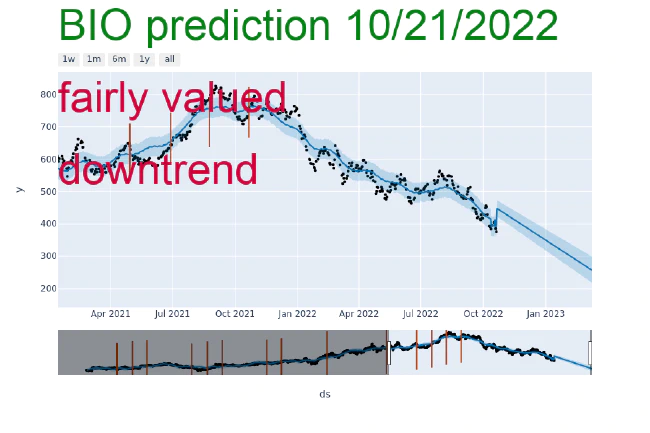 BIO prediction 10/21/2022
1w 1m 6m 1y all
fairly valued
downtrend
800
700
600
500
400
300
200
y
Apr 2021 Jul 2021 Oct 2021 Jan 2022 Apr 2022 Jul 2022 Oct 2022 Jan 2023
ds